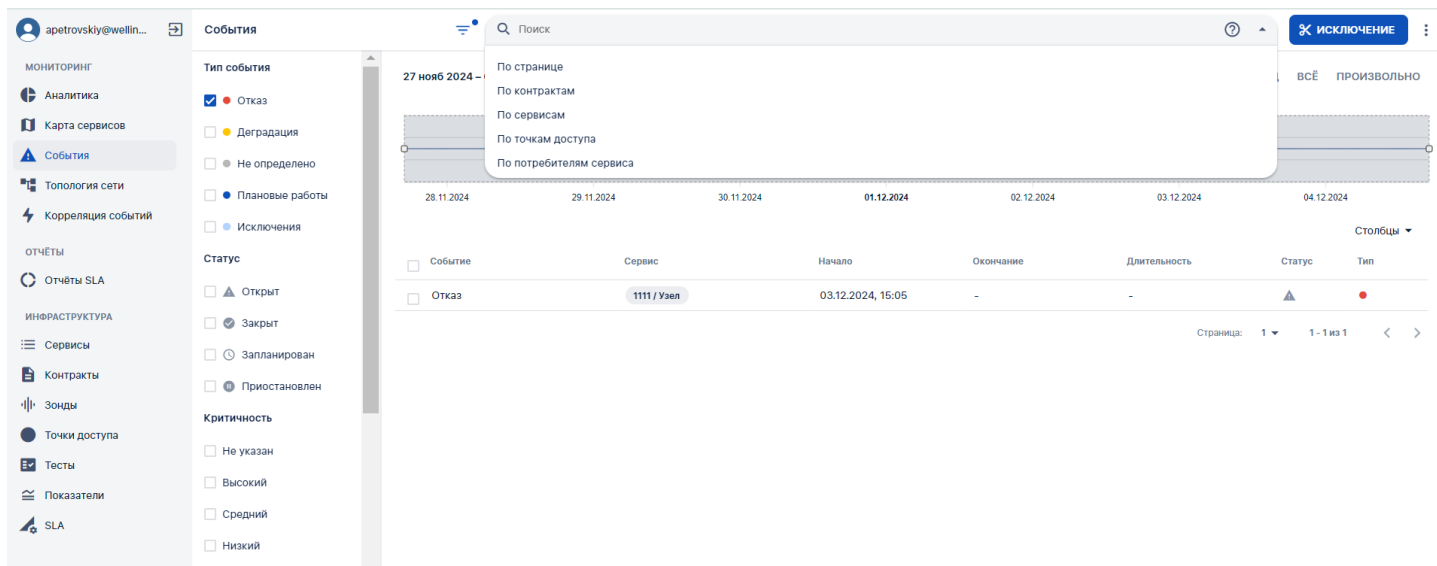 apetrovskiy@wellin...
МОНИТОРИНГ
Аналитика
Карта сервисов
События
Топология сети
Корреляция событий
ОТЧЁТЫ
Отчёты SLA
ИНФРАСТРУКТУРА
Сервисы
Контракты
Зонды
Точки доступа
Тесты
Показатели
SLA
События
Тип события
Отказ
Деградация
Не определено
Плановые работы
Исключения
Статус
Открыт
Закрыт
Запланирован
Приостановлен
Критичность
Не указан
Высокий
Средний
Низкий
Поиск
ИСКЛЮЧЕНИЕ
По странице
По контрактам
По сервисам
По точкам доступа
По потребителям сервиса
27 нояб 2024 –
ВСЁ ПРОИЗВОЛЬНО
28.11.2024 29.11.2024 30.11.2024 01.12.2024 02.12.2024 03.12.2024 04.12.2024
Столбцы
Событие Сервис Начало Окончание Длительность Статус Тип
Отказ 1111 / Узел 03.12.2024, 15:05 - -
Страница: 1 1 - 1 из 1